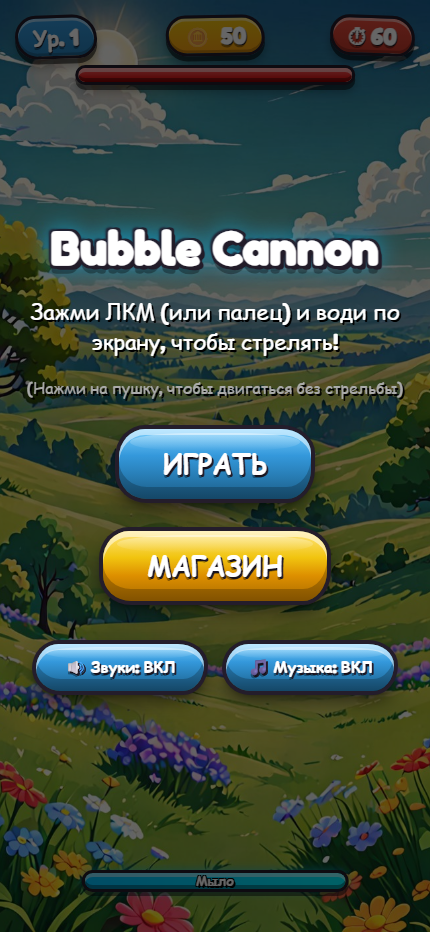 Ур. 1
50
60
Bubble Cannon
Зажми ЛКМ (или палец) и води по
экрану, чтобы стрелять!
(Нажми на пушку, чтобы двигаться без стрельбы)
ИГРАТЬ
МАГАЗИН
Звуки: ВКЛ
Музыка: ВКЛ
Мыло